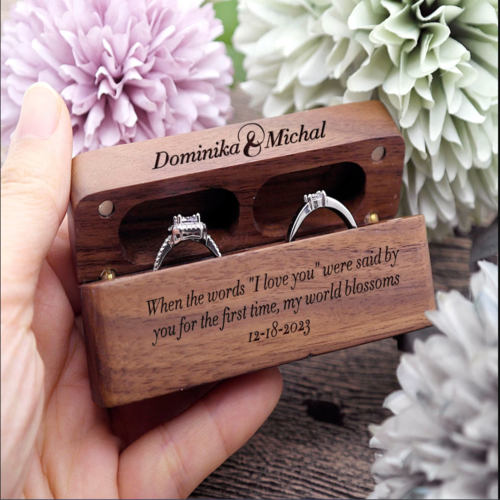 Dominika & Michal
When the words "I love you" were said by
you for the first time, my world blossoms
12-18-2023